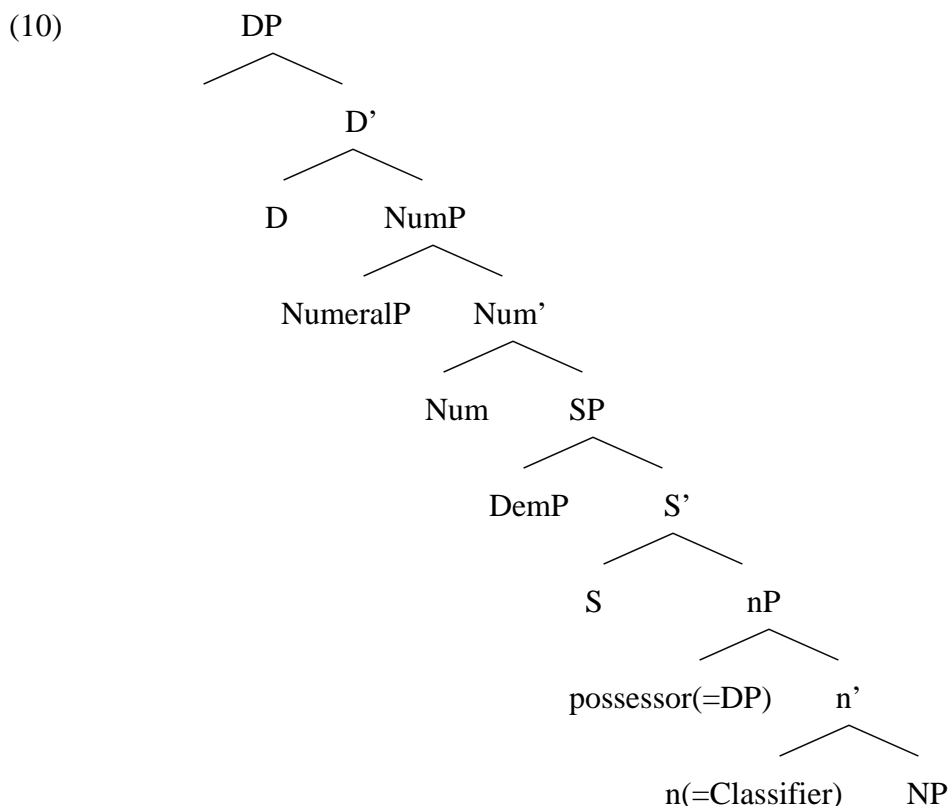 (10) DP
D’
D NumP
NumeralP Num’
Num SP
DemP S’
S nP
possessor(=DP) n’
n(=Classifier) NP